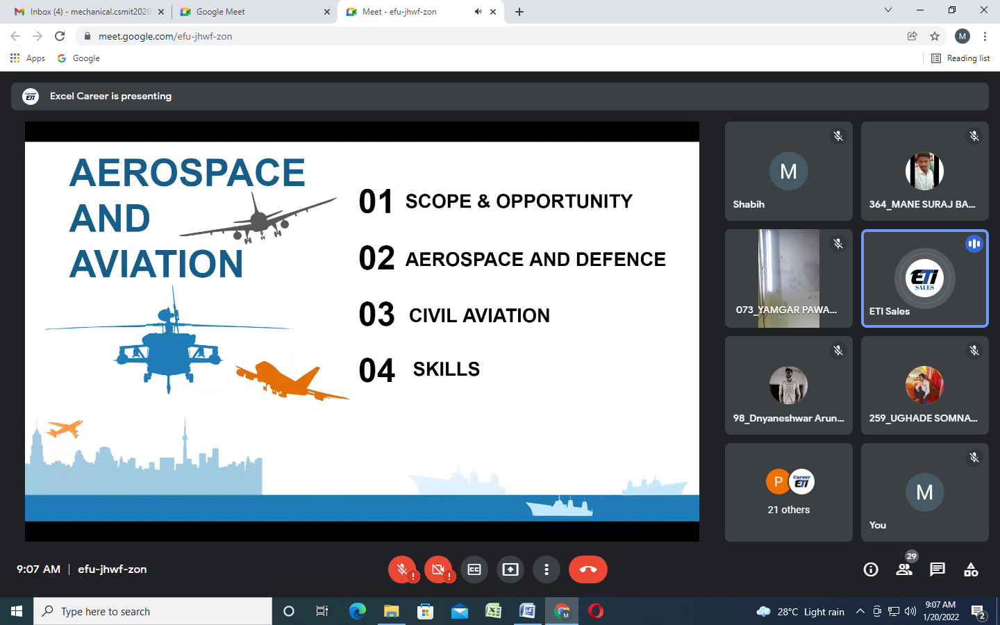 Inbox (4) - mechanical.csmit2020
Google Meet
Meet - efu-jhwf-zon
meet.google.com/efu-jhwf-zon
M
Apps
Google
Reading list
Career
ETI
Excel Career is presenting
AEROSPACE
AND
AVIATION
01 SCOPE & OPPORTUNITY
02 AEROSPACE AND DEFENCE
03 CIVIL AVIATION
04 SKILLS
M
Shabih
364_MANE SURAJ BA...
073_YAMGAR PAWA...
ETI
SALES
ETI Sales
98_Dnyaneshwar Arun...
259_UGHADE SOMNA...
P
Career
ETI
21 others
M
You
9:07 AM | efu-jhwf-zon
!
!
CC
29
Type here to search
M
28°C Light rain
9:07 AM
1/20/2022
2